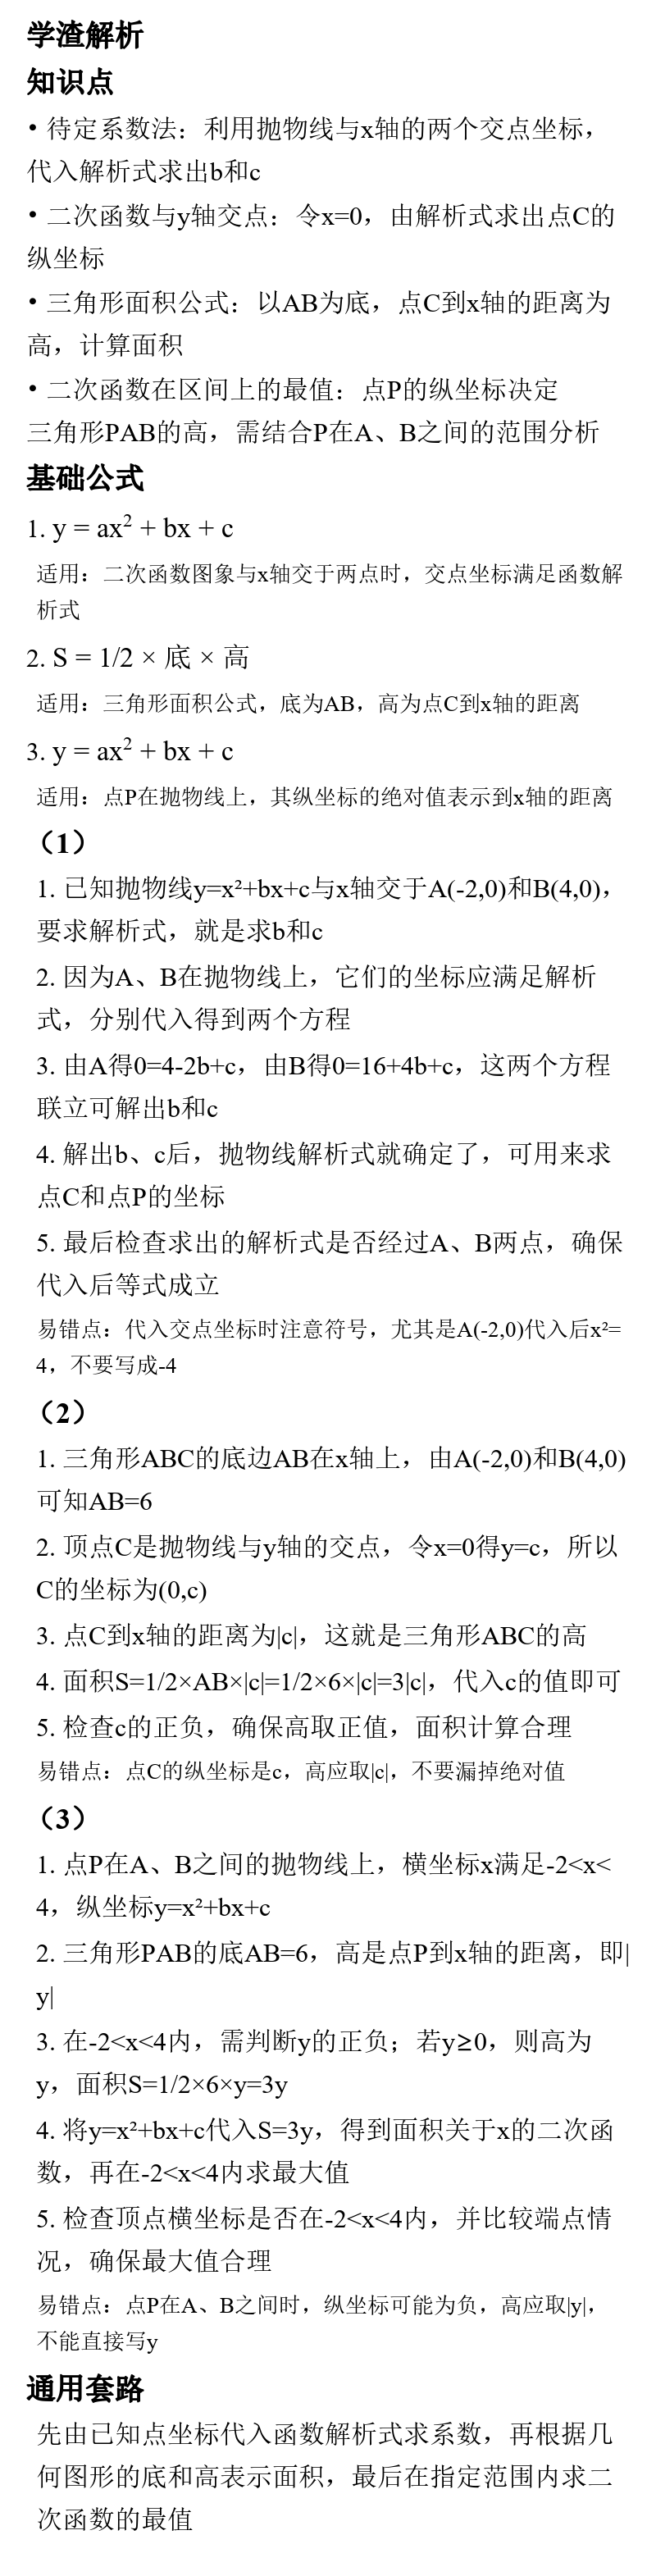 学渣解析
知识点
• 待定系数法：利用抛物线与x轴的两个交点坐标，
代入解析式求出b和c
• 二次函数与y轴交点：令x=0，由解析式求出点C的
纵坐标
• 三角形面积公式：以AB为底，点C到x轴的距离为
高，计算面积
• 二次函数在区间上的最值：点P的纵坐标决定
三角形PAB的高，需结合P在A、B之间的范围分析
基础公式
1. y = ax² + bx + c
适用：二次函数图象与x轴交于两点时，交点坐标满足函数解
析式
2. S = 1/2 × 底 × 高
适用：三角形面积公式，底为AB，高为点C到x轴的距离
3. y = ax² + bx + c
适用：点P在抛物线上，其纵坐标的绝对值表示到x轴的距离
（1）
1. 已知抛物线y=x²+bx+c与x轴交于A(-2,0)和B(4,0)，
要求解析式，就是求b和c
2. 因为A、B在抛物线上，它们的坐标应满足解析
式，分别代入得到两个方程
3. 由A得0=4-2b+c，由B得0=16+4b+c，这两个方程
联立可解出b和c
4. 解出b、c后，抛物线解析式就确定了，可用来求
点C和点P的坐标
5. 最后检查求出的解析式是否经过A、B两点，确保
代入后等式成立
易错点：代入交点坐标时注意符号，尤其是A(-2,0)代入后x²=
4，不要写成-4
（2）
1. 三角形ABC的底边AB在x轴上，由A(-2,0)和B(4,0)
可知AB=6
2. 顶点C是抛物线与y轴的交点，令x=0得y=c，所以
C的坐标为(0,c)
3. 点C到x轴的距离为|c|，这就是三角形ABC的高
4. 面积S=1/2×AB×|c|=1/2×6×|c|=3|c|，代入c的值即可
5. 检查c的正负，确保高取正值，面积计算合理
易错点：点C的纵坐标是c，高应取|c|，不要漏掉绝对值
（3）
1. 点P在A、B之间的抛物线上，横坐标x满足-2<x<
4，纵坐标y=x²+bx+c
2. 三角形PAB的底AB=6，高是点P到x轴的距离，即|
y|
3. 在-2<x<4内，需判断y的正负；若y≥0，则高为
y，面积S=1/2×6×y=3y
4. 将y=x²+bx+c代入S=3y，得到面积关于x的二次函
数，再在-2<x<4内求最大值
5. 检查顶点横坐标是否在-2<x<4内，并比较端点情
况，确保最大值合理
易错点：点P在A、B之间时，纵坐标可能为负，高应取|y|，
不能直接写y
通用套路
先由已知点坐标代入函数解析式求系数，再根据几
何图形的底和高表示面积，最后在指定范围内求二
次函数的最值